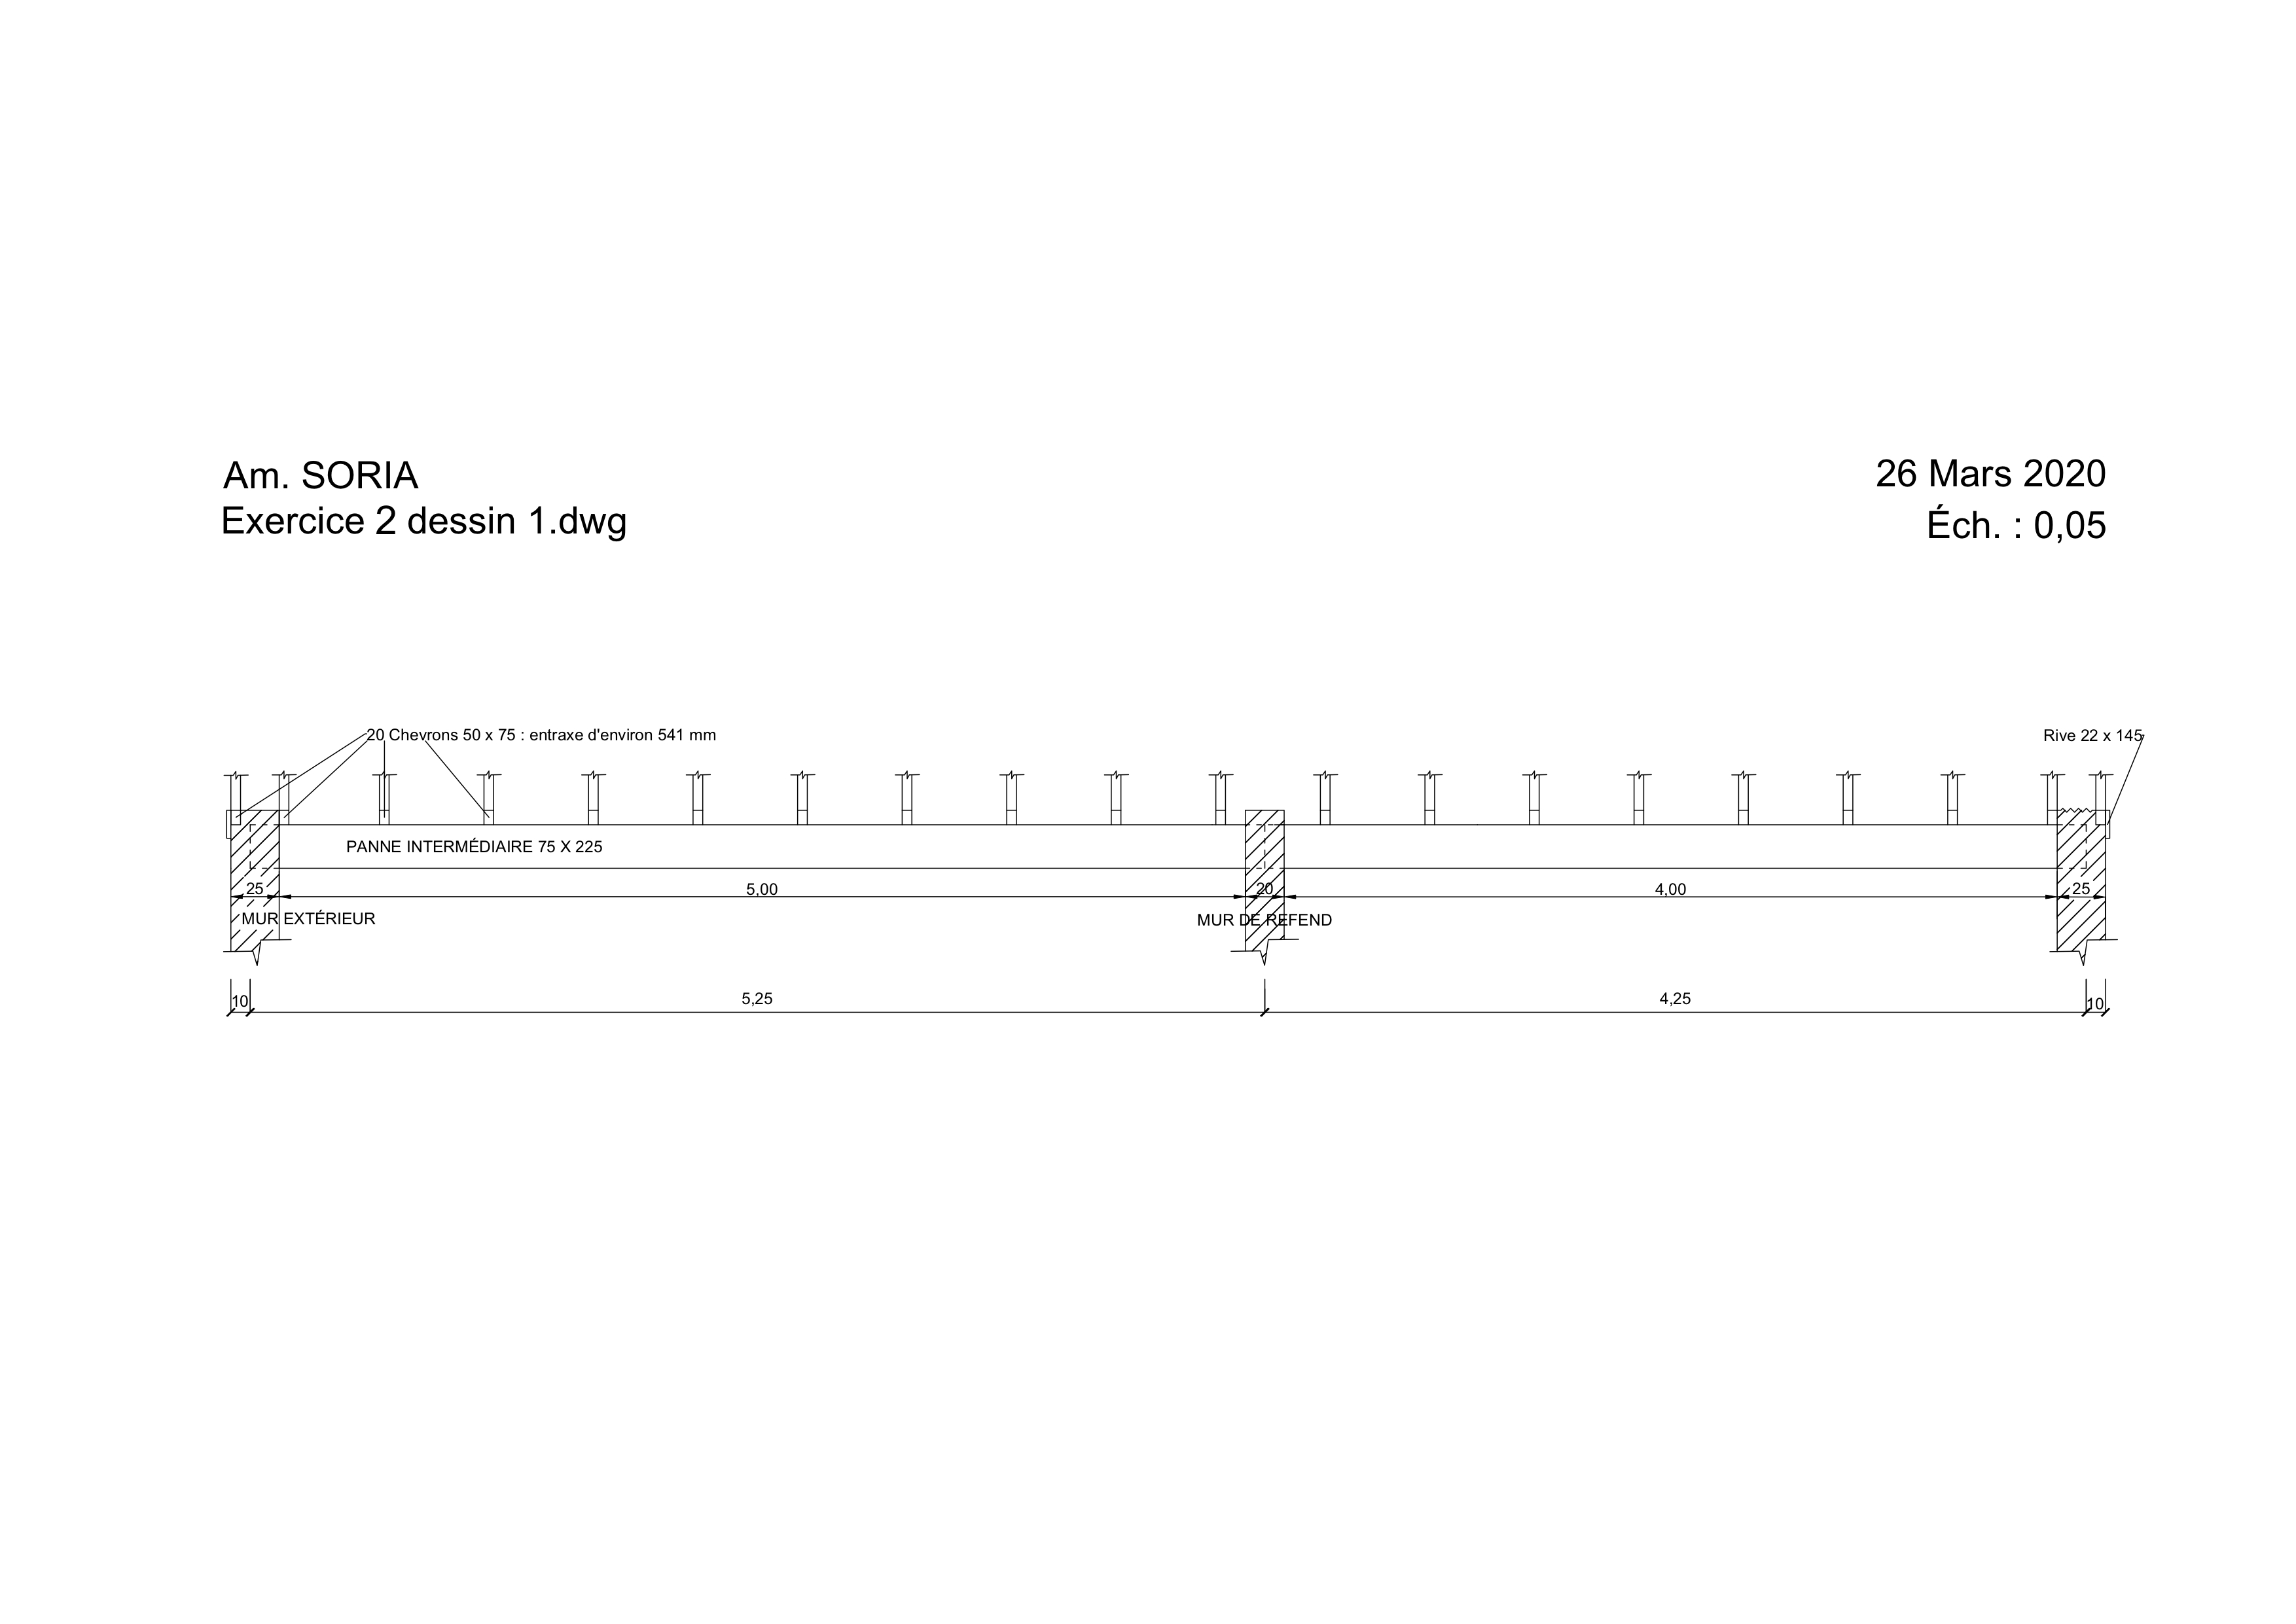 Am. SORIA
26 Mars 2020
Exercice 2 dessin 1.dwg
Éch. : 0,05
20 Chevrons 50 x 75 : entraxe d'environ 541 mm
Rive 22 x 145
PANNE INTERMÉDIAIRE 75 X 225
25
5,00
20
4,00
25
MUR EXTÉRIEUR
MUR DE REFEND
10
5,25
4,25
10